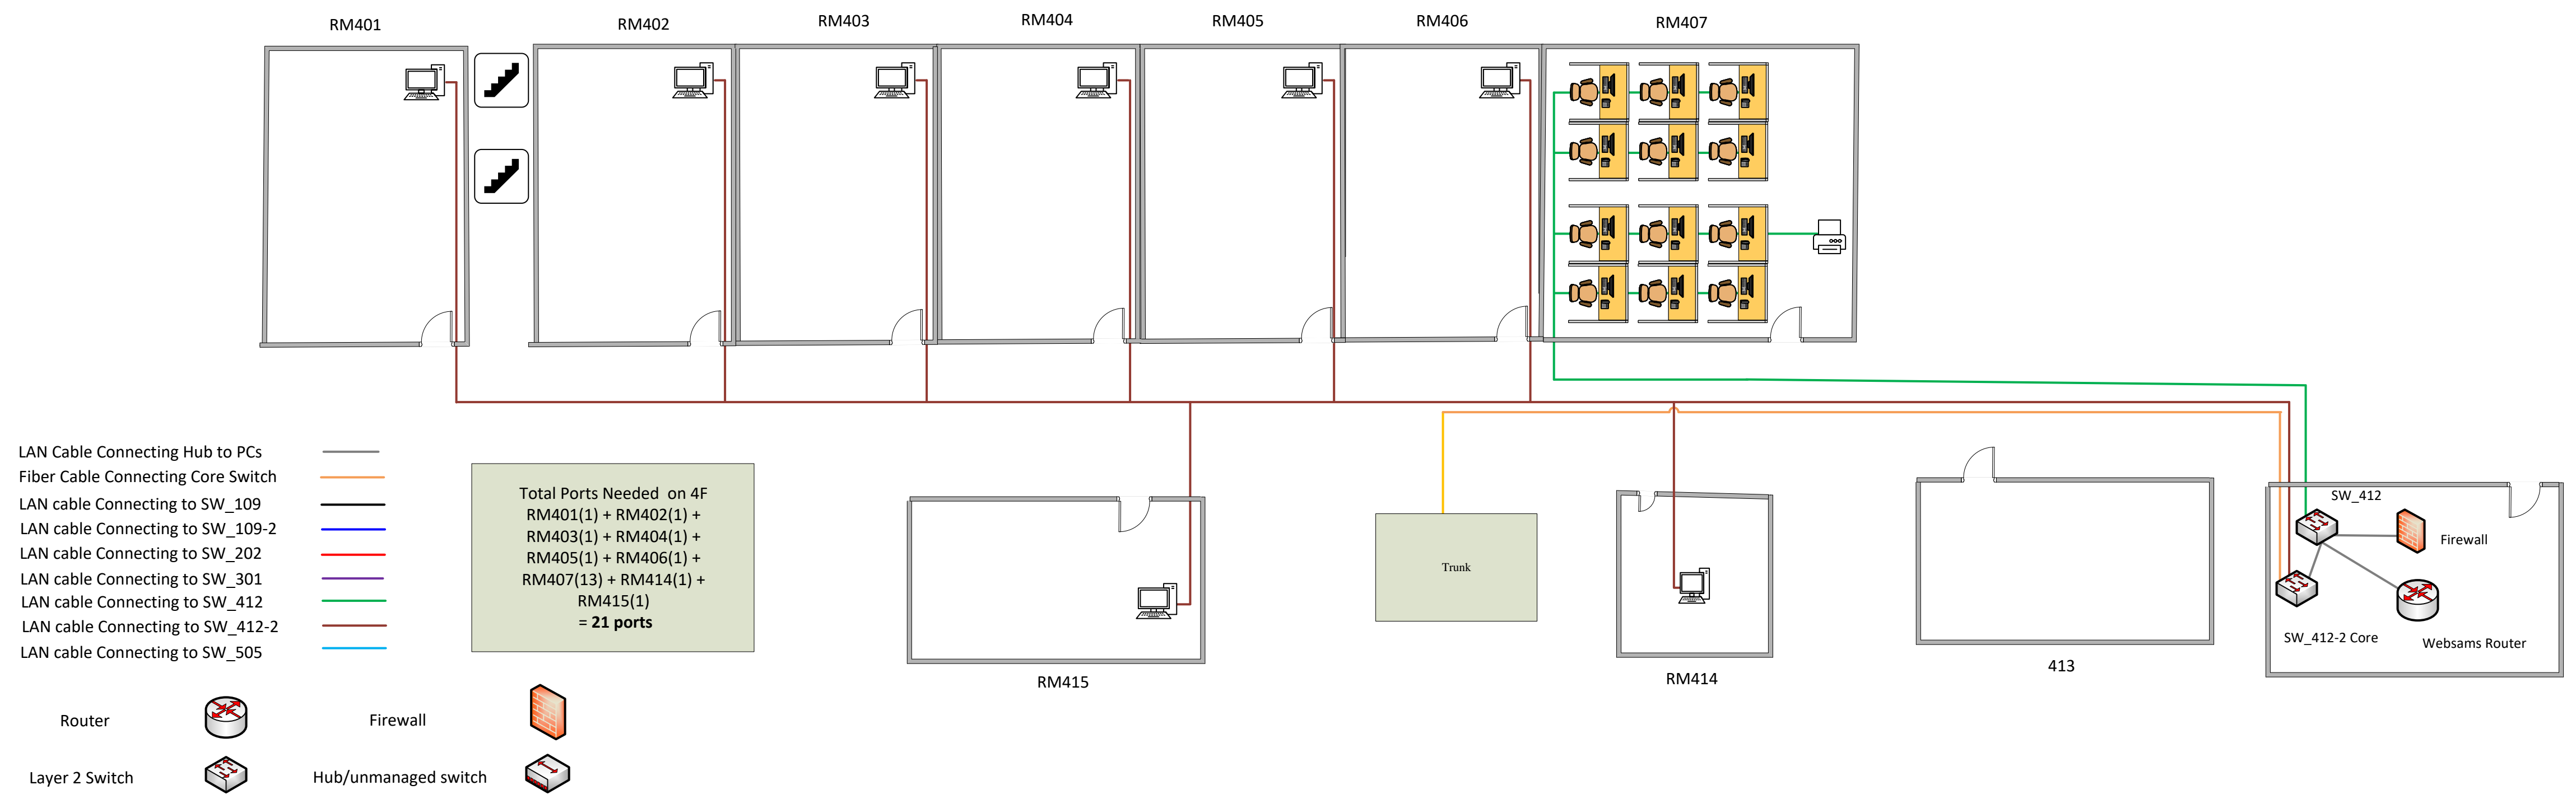 RM401
RM402
RM403
RM404
RM405
RM406
RM407
LAN Cable Connecting Hub to PCs
Fiber Cable Connecting Core Switch
LAN cable Connecting to SW_109
LAN cable Connecting to SW_109-2
LAN cable Connecting to SW_202
LAN cable Connecting to SW_301
LAN cable Connecting to SW_412
LAN cable Connecting to SW_412-2
LAN cable Connecting to SW_505
Total Ports Needed on 4F
RM401(1) + RM402(1) +
RM403(1) + RM404(1) +
RM405(1) + RM406(1) +
RM407(13) + RM414(1) +
RM415(1)
= 21 ports
RM415
Trunk
RM414
413
SW_412
Firewall
SW_412-2 Core
Websams Router
Router
Firewall
Layer 2 Switch
Hub/unmanaged switch